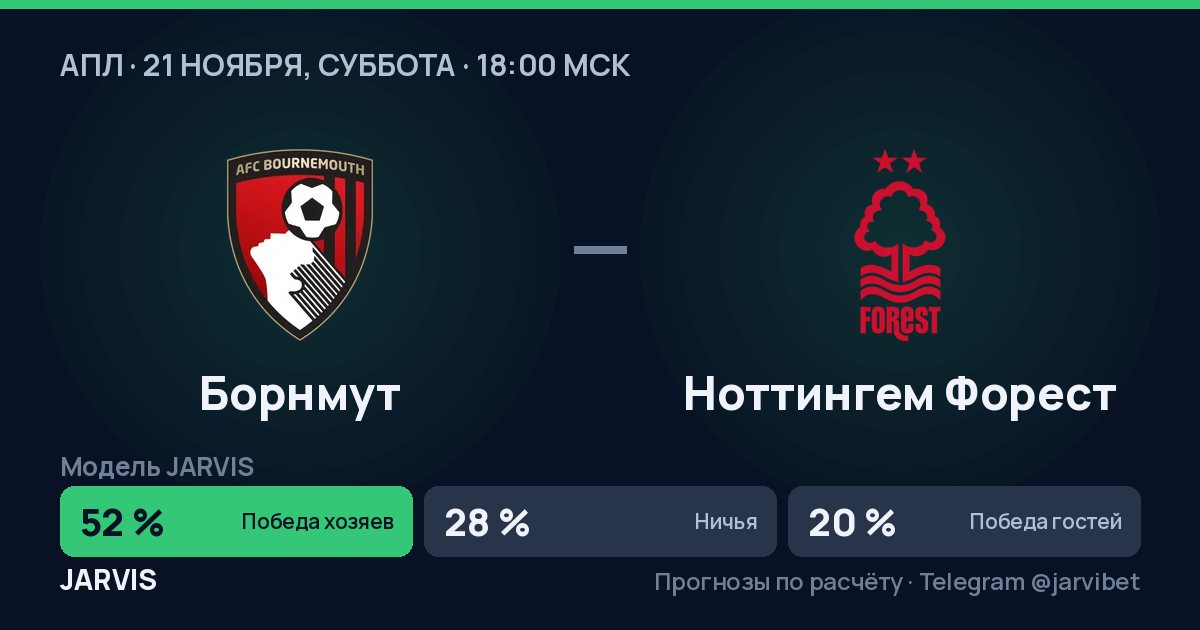 АПЛ · 21 НОЯБРЯ, СУББОТА · 18:00 МСК
AFC BOURNEMOUTH
FOREST
Борнмут
Ноттингем Форест
Модель JARVIS
52 % Победа хозяев
28 % Ничья
20 % Победа гостей
JARVIS
Прогнозы по расчёту · Telegram @jarvibet